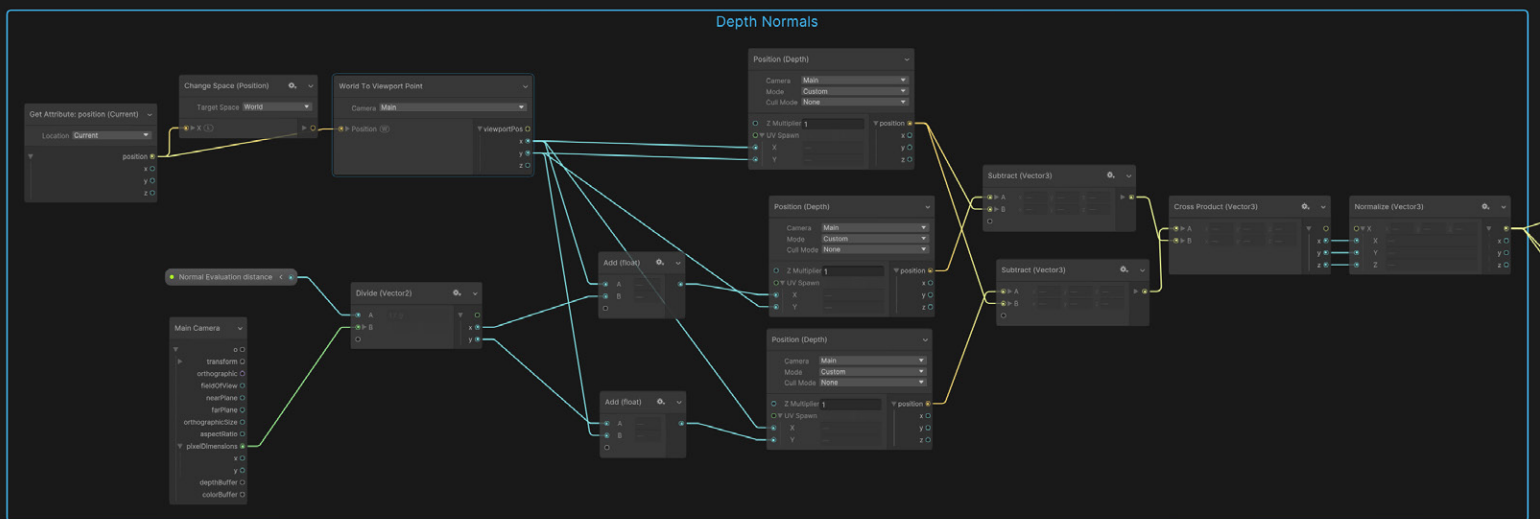 Depth Normals
Get Attribute: position (Current)
Location Current
position
x
y
z
Change Space (Position)
Target Space World
X
World To Viewport Point
Camera Main
Position W
viewportPos
x
y
z
Normal Evaluation distance
Main Camera
o
transform
orthographic
fieldOfView
nearPlane
farPlane
orthographicSize
aspectRatio
pixelDimensions
x
y
depthBuffer
colorBuffer
Divide (Vector2)
A
B
x
y
Add (float)
A
B
Add (float)
A
B
Position (Depth)
Camera Main
Mode Custom
Cull Mode None
Z Multiplier 1
position
UV Spawn
x
X
y
Y
z
Position (Depth)
Camera Main
Mode Custom
Cull Mode None
Z Multiplier 1
position
UV Spawn
x
X
y
Y
z
Position (Depth)
Camera Main
Mode Custom
Cull Mode None
Z Multiplier 1
position
UV Spawn
x
X
y
Y
z
Subtract (Vector3)
A
B
Subtract (Vector3)
A
B
Cross Product (Vector3)
A
B
x
y
z
Normalize (Vector3)
X
X
x
Y
y
Z
z